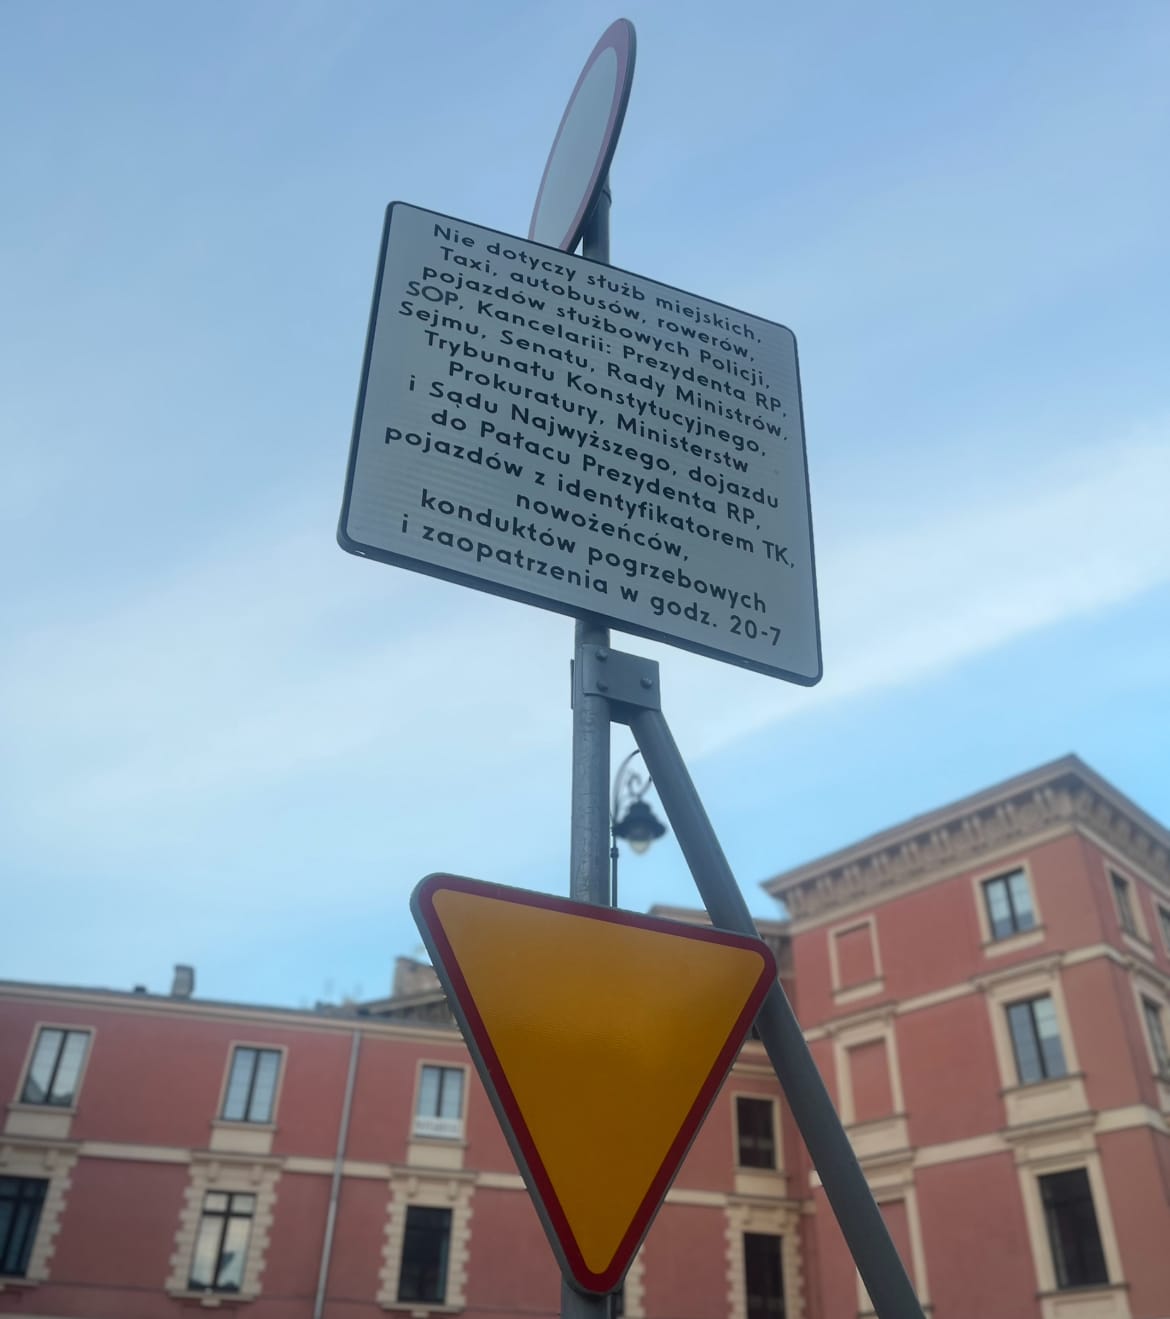 Nie dotyczy służb miejskich,
Taxi, autobusów, rowerów,
pojazdów służbowych Policji,
SOP, Kancelarii: Prezydenta RP,
Sejmu, Senatu, Rady Ministrów,
Trybunału Konstytucyjnego,
Prokuratury, Ministerstw
i Sądu Najwyższego, dojazdu
do Pałacu Prezydenta RP,
pojazdów z identyfikatorem TK,
nowożeńców,
konduktów pogrzebowych
i zaopatrzenia w godz. 20-7